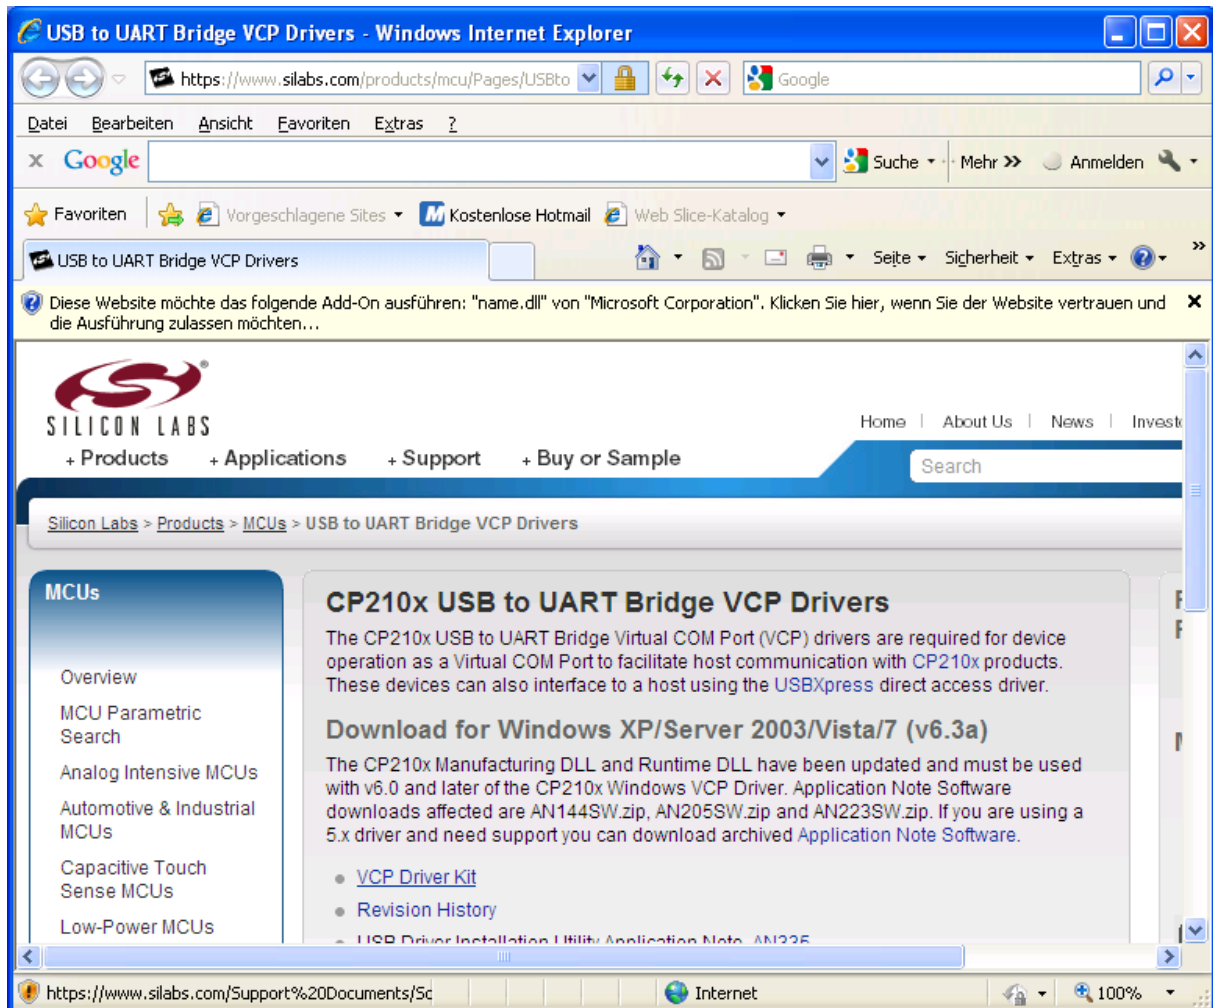 USB to UART Bridge VCP Drivers - Windows Internet Explorer
https://www.silabs.com/products/mcu/Pages/USBto
Google
Datei Bearbeiten Ansicht Favoriten Extras ?
x Google Suche Mehr >> Anmelden
Favoriten Vorgeschlagene Sites Kostenlose Hotmail Web Slice-Katalog
USB to UART Bridge VCP Drivers Seite Sicherheit Extras »
Diese Website möchte das folgende Add-On ausführen: "name.dll" von "Microsoft Corporation". Klicken Sie hier, wenn Sie der Website vertrauen und
die Ausführung zulassen möchten...
SILICON LABS
Home | About Us | News |
+ Products + Applications + Support + Buy or Sample
Search
Silicon Labs > Products > MCUs > USB to UART Bridge VCP Drivers
MCUs
Overview
MCU Parametric
Search
Analog Intensive MCUs
Automotive & Industrial
MCUs
Capacitive Touch
Sense MCUs
Low-Power MCUs
CP210x USB to UART Bridge VCP Drivers
The CP210x USB to UART Bridge Virtual COM Port (VCP) drivers are required for device
operation as a Virtual COM Port to facilitate host communication with CP210x products.
These devices can also interface to a host using the USBXpress direct access driver.
Download for Windows XP/Server 2003/Vista/7 (v6.3a)
The CP210x Manufacturing DLL and Runtime DLL have been updated and must be used
with v6.0 and later of the CP210x Windows VCP Driver. Application Note Software
downloads affected are AN144SW.zip, AN205SW.zip and AN223SW.zip. If you are using a
5.x driver and need support you can download archived Application Note Software.
VCP Driver Kit
Revision History
USB Driver Installation Utility Application Note, AN335
https://www.silabs.com/Support%20Documents/Sc
Internet
100%